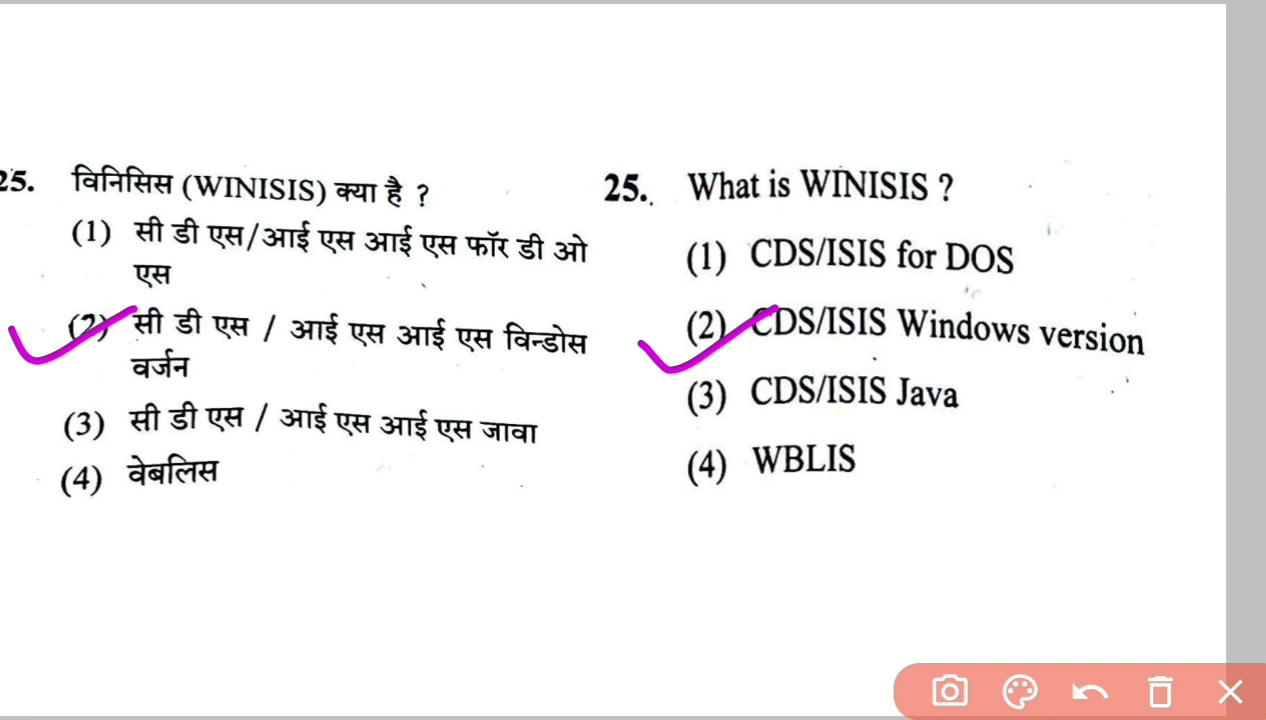 25. विनिसिस (WINISIS) क्या है ?
(1) सी डी एस/आई एस आई एस फॉर डी ओ
एस
(2) सी डी एस / आई एस आई एस विन्डोस
वर्जन
(3) सी डी एस / आई एस आई एस जावा
(4) वेबलिस
25. What is WINISIS ?
(1) CDS/ISIS for DOS
(2) CDS/ISIS Windows version
(3) CDS/ISIS Java
(4) WBLIS